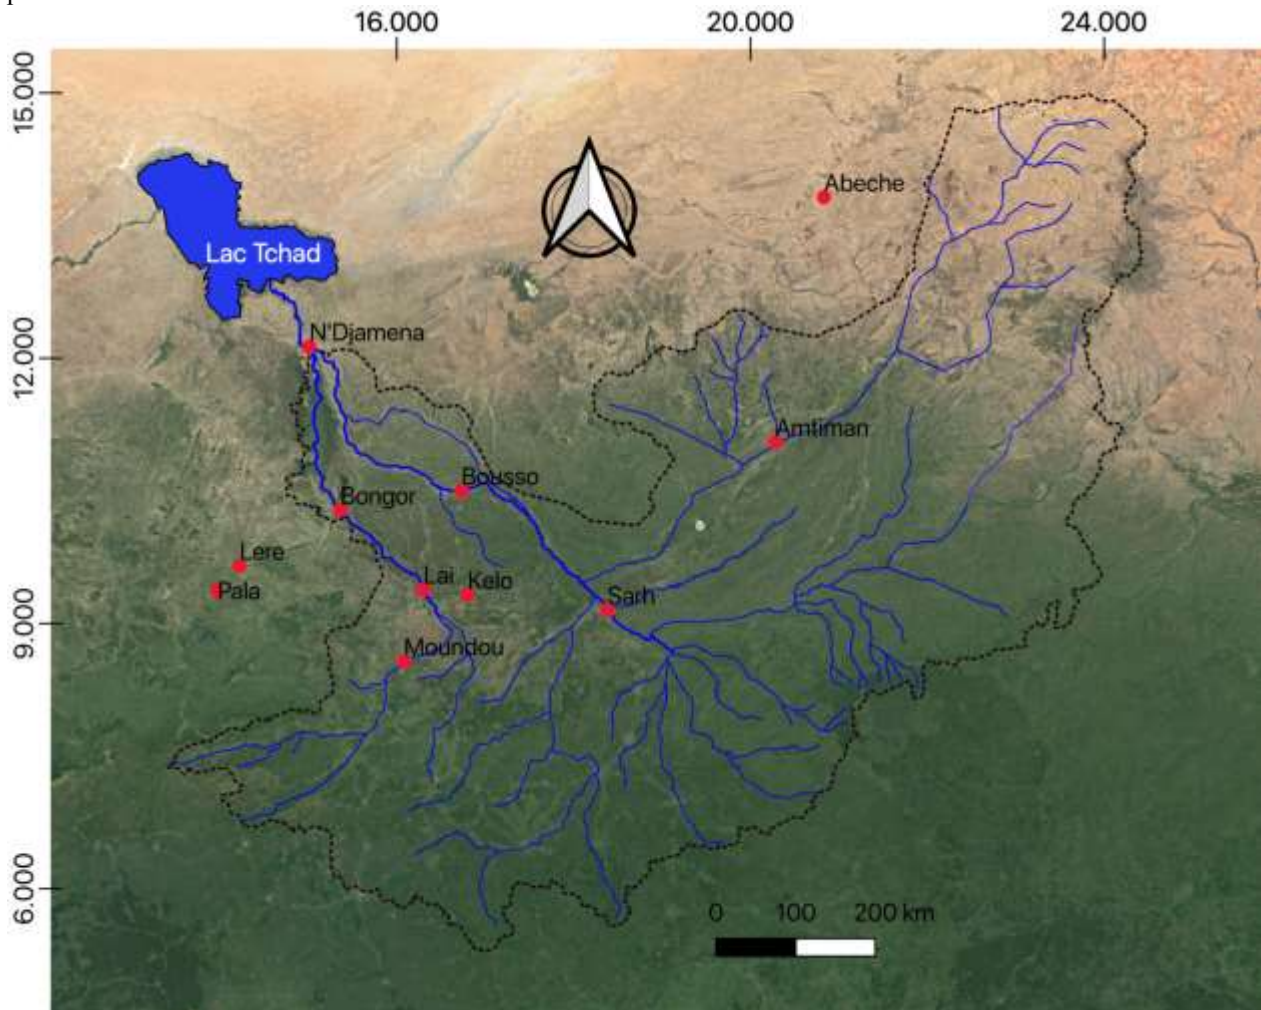 16.000 20.000 24.000
15.000
Abeche
Lac Tchad
N'Djamena
12.000
Amtiman
Bousso
Bongor
Lere
Lai
Kelo
Pala
Sarh
9.000
Moundou
6.000
0 100 200 km